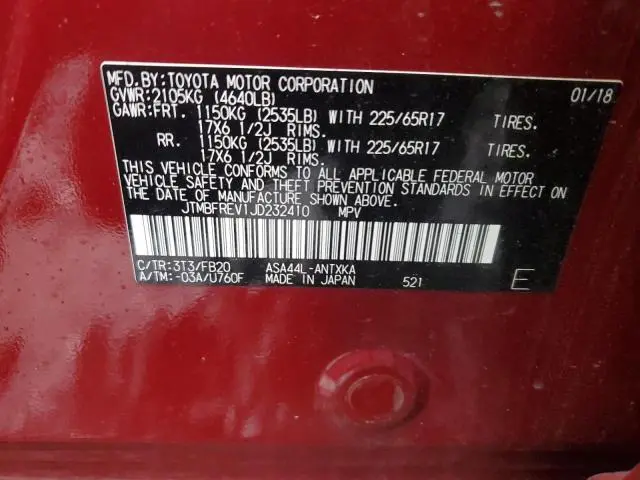 MFD. BY: TOYOTA MOTOR CORPORATION 01/18
GVWR: 2105KG (4640LB)
GAWR: FRT. 1150KG (2535LB) WITH 225/65R17 TIRES.
17X6 1/2J RIMS.
RR. 1150KG (2535LB) WITH 225/65R17 TIRES.
17X6 1/2J RIMS.
THIS VEHICLE CONFORMS TO ALL APPLICABLE FEDERAL MOTOR
VEHICLE SAFETY AND THEFT PREVENTION STANDARDS IN EFFECT ON
THE DATE OF MANUFACTURE SHOWN ABOVE.
JTMBFREV1JD232410 MPV
C/TR: 3T3/FB20 ASA44L-ANTXKA
A/TM: -03A/U760F MADE IN JAPAN 521 E